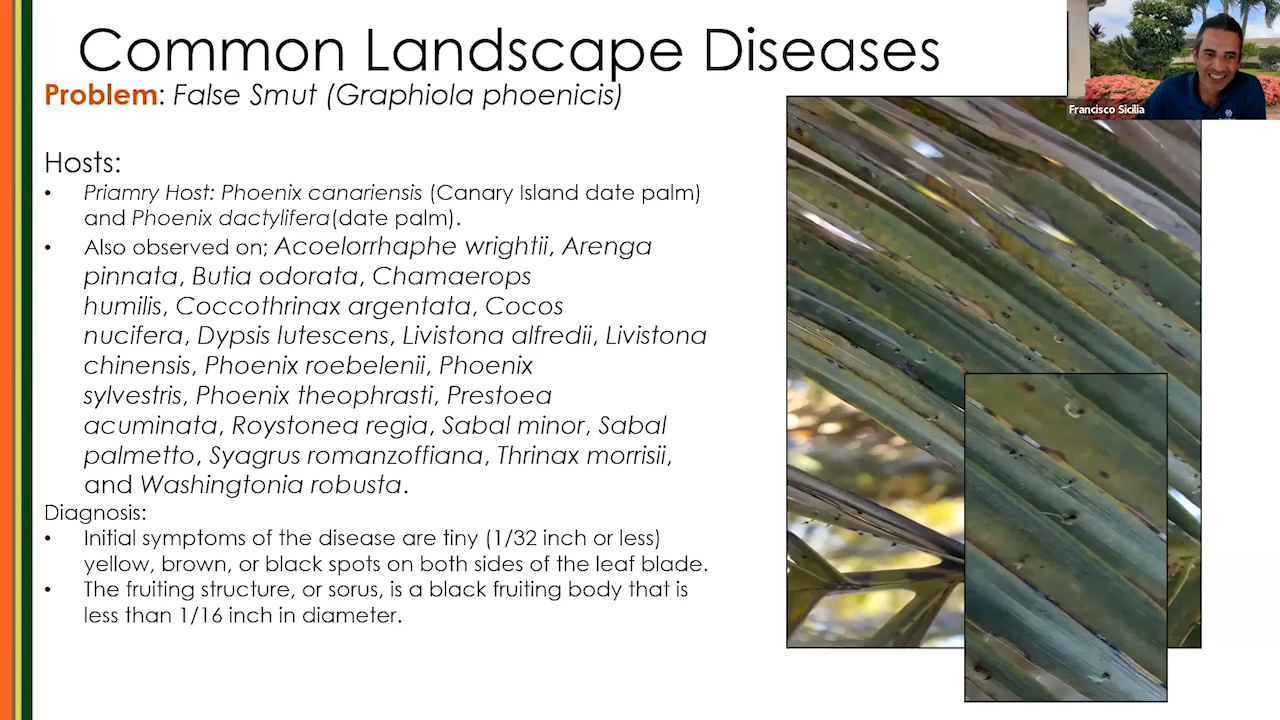 Common Landscape Diseases
Problem: False Smut (Graphiola phoenicis)
Francisco Sicilia
Hosts:
• Priamry Host: Phoenix canariensis (Canary Island date palm)
and Phoenix dactylifera(date palm).
• Also observed on; Acoelorrhaphe wrightii, Arenga
pinnata, Butia odorata, Chamaerops
humilis, Coccothrinax argentata, Cocos
nucifera, Dypsis lutescens, Livistona alfredii, Livistona
chinensis, Phoenix roebelenii, Phoenix
sylvestris, Phoenix theophrasti, Prestoea
acuminata, Roystonea regia, Sabal minor, Sabal
palmetto, Syagrus romanzoffiana, Thrinax morrisii,
and Washingtonia robusta.
Diagnosis:
• Initial symptoms of the disease are tiny (1/32 inch or less)
yellow, brown, or black spots on both sides of the leaf blade.
• The fruiting structure, or sorus, is a black fruiting body that is
less than 1/16 inch in diameter.